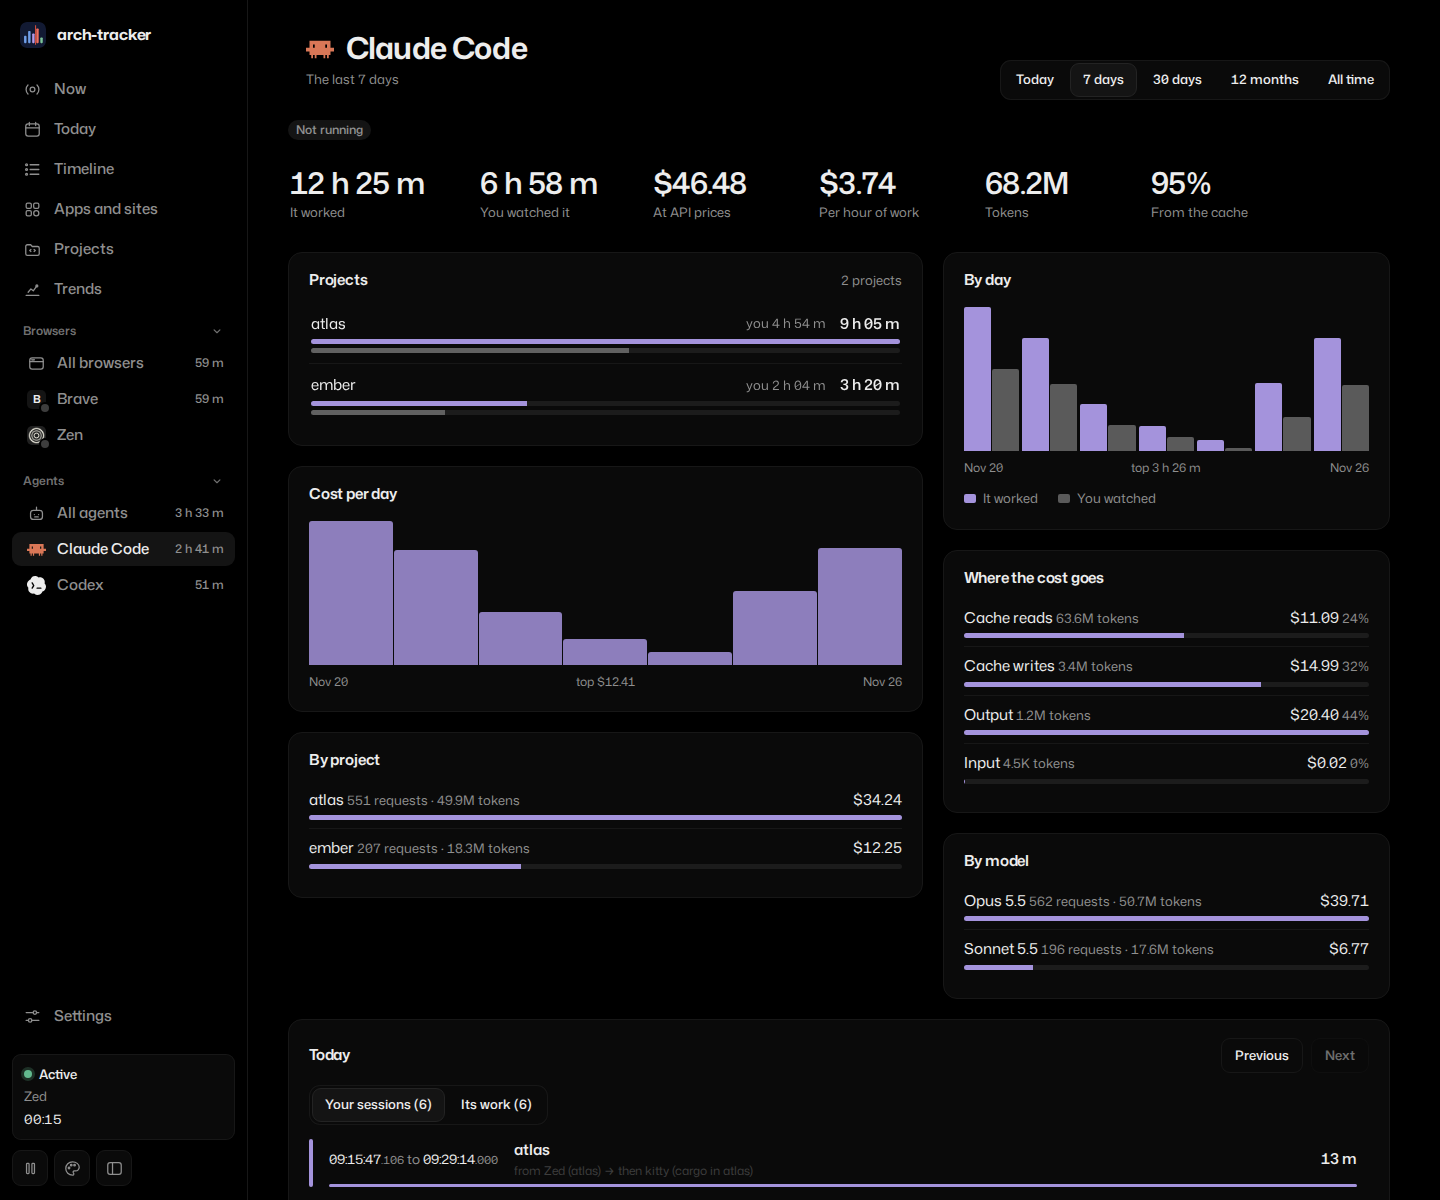 arch-tracker
Now
Today
Timeline
Apps and sites
Projects
Trends
Browsers
All browsers 59 m
B Brave 59 m
Zen
Agents
All agents 3 h 33 m
Claude Code 2 h 41 m
Codex 51 m
Settings
Active
Zed
00:15
Claude Code
The last 7 days
Today 7 days 30 days 12 months All time
Not running
12 h 25 m 6 h 58 m $46.48 $3.74 68.2M 95%
It worked You watched it At API prices Per hour of work Tokens From the cache
Projects 2 projects
atlas you 4 h 54 m 9 h 05 m
ember you 2 h 04 m 3 h 20 m
Cost per day
Nov 20 top $12.41 Nov 26
By project
atlas 551 requests · 49.9M tokens $34.24
ember 207 requests · 18.3M tokens $12.25
By day
Nov 20 top 3 h 26 m Nov 26
It worked You watched
Where the cost goes
Cache reads 63.6M tokens $11.09 24%
Cache writes 3.4M tokens $14.99 32%
Output 1.2M tokens $20.40 44%
Input 4.5K tokens $0.02 0%
By model
Opus 5.5 562 requests · 50.7M tokens $39.71
Sonnet 5.5 196 requests · 17.6M tokens $6.77
Today Previous Next
Your sessions (6) Its work (6)
09:15:47.106 to 09:29:14.000 atlas 13 m
from Zed (atlas) → then kitty (cargo in atlas)